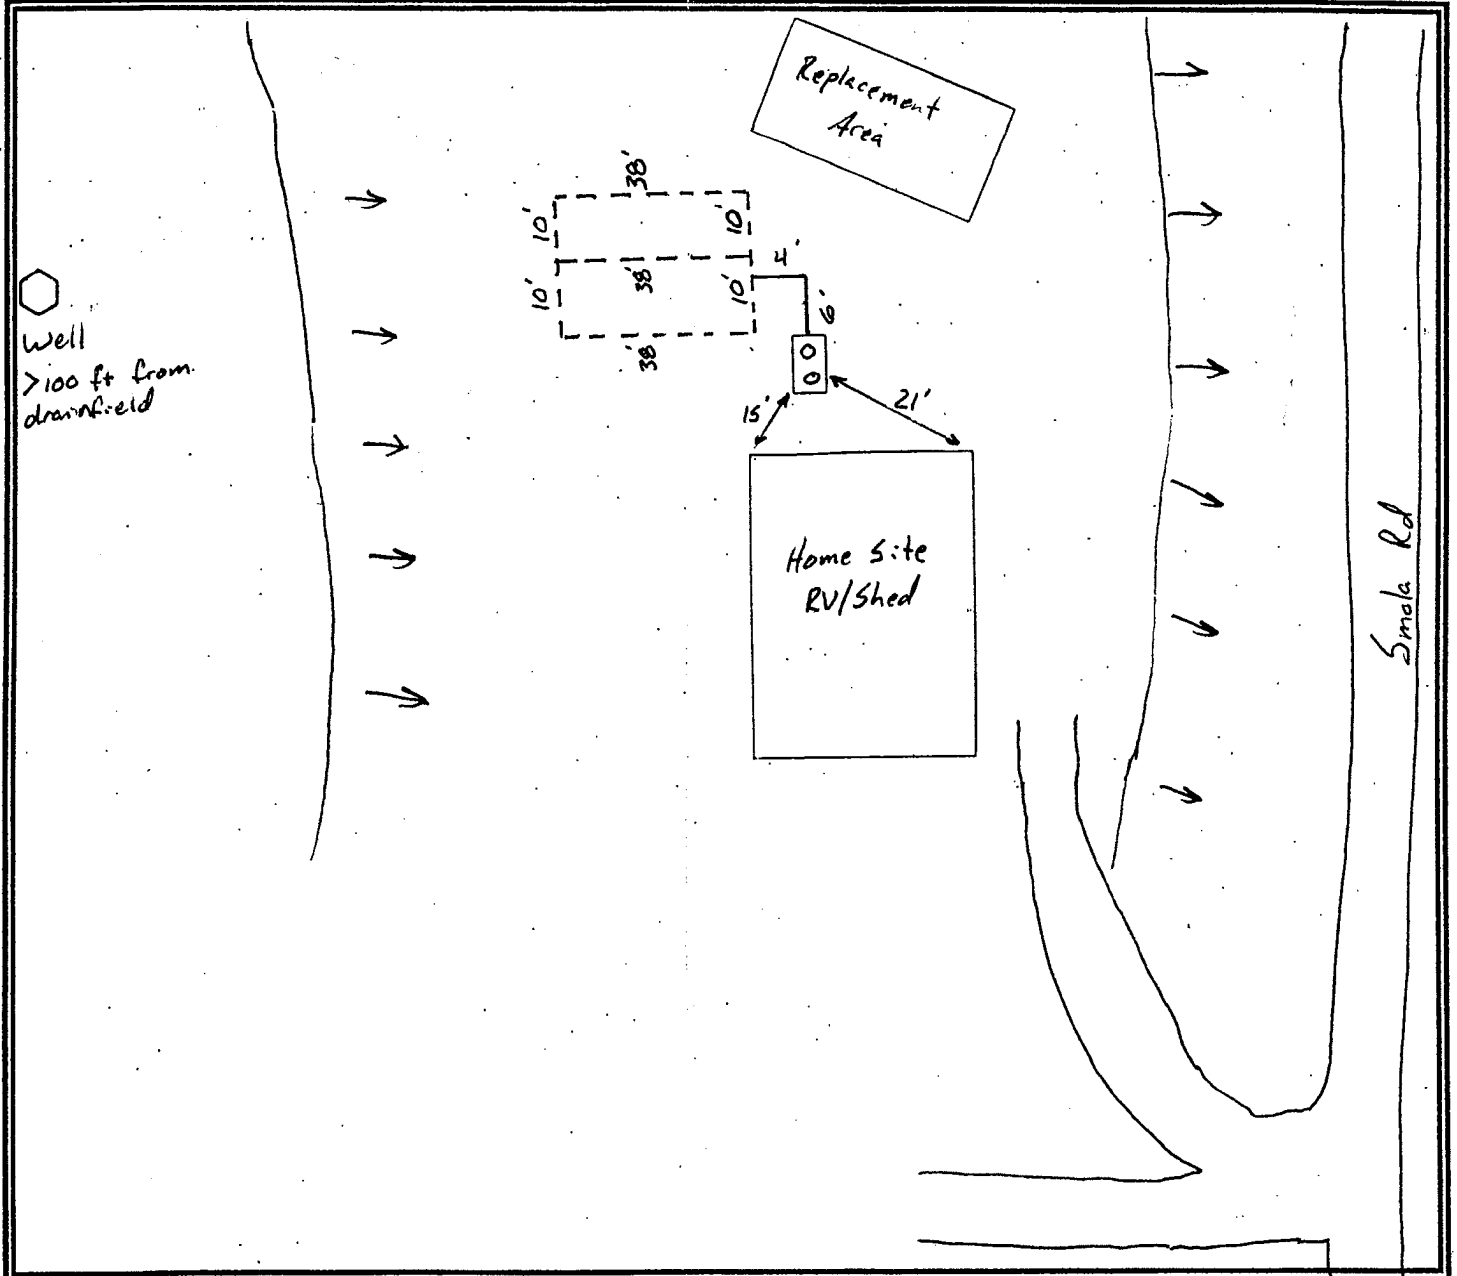 Replacement
Area
38'
10'
10'
4'
38'
10'
10'
6'
38'
Well
>100 ft from
drainfield
15'
21'
Home Site
RV/Shed
Smola Rd